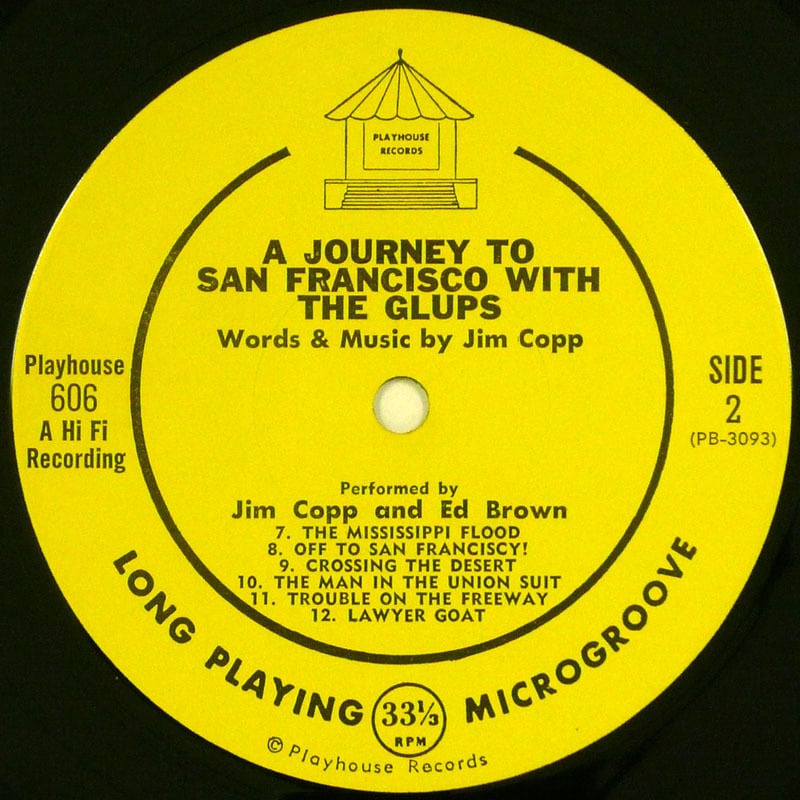 PLAYHOUSE
RECORDS
A JOURNEY TO
SAN FRANCISCO WITH
THE GLUPS
Words & Music by Jim Copp
Playhouse
606
A Hi Fi
Recording
SIDE
2
(PB-3093)
Performed by
Jim Copp and Ed Brown
7. THE MISSISSIPPI FLOOD
8. OFF TO SAN FRANCISCY!
9. CROSSING THE DESERT
10. THE MAN IN THE UNION SUIT
11. TROUBLE ON THE FREEWAY
12. LAWYER GOAT
LONG PLAYING 33⅓ RPM MICROGROOVE
© Playhouse Records